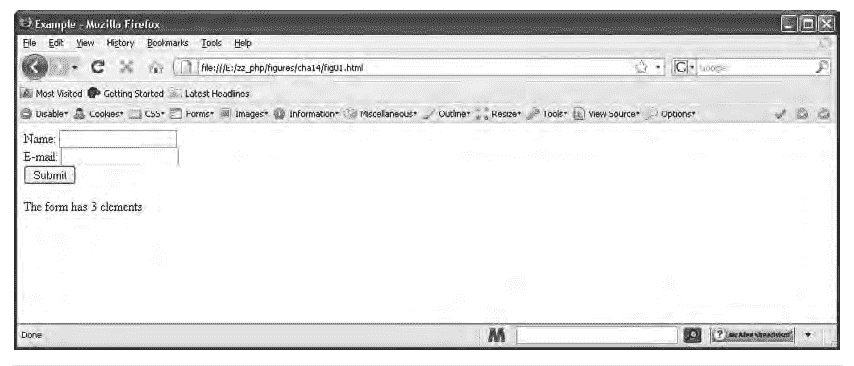 Example - Mozilla Firefox
File Edit View History Bookmarks Tools Help
file:///E:/zz_php/figures/cha14/fig01.html
G Google
Most Visited Getting Started Latest Headlines
Disable Cookies CSS Forms Images Information Miscellaneous Outline Resize Tools View Source Options
Name:
E-mail:
Submit
The form has 3 elements
Done